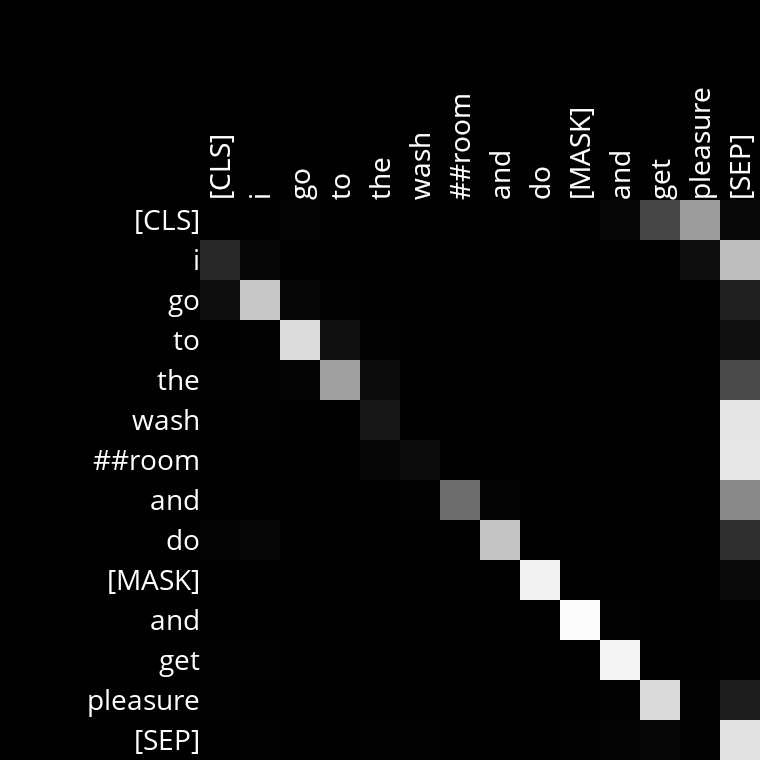 [CLS]
i
go
to
the
wash
##room
and
do
[MASK]
and
get
pleasure
[SEP]
[CLS]
i
go
to
the
wash
##room
and
do
[MASK]
and
get
pleasure
[SEP]